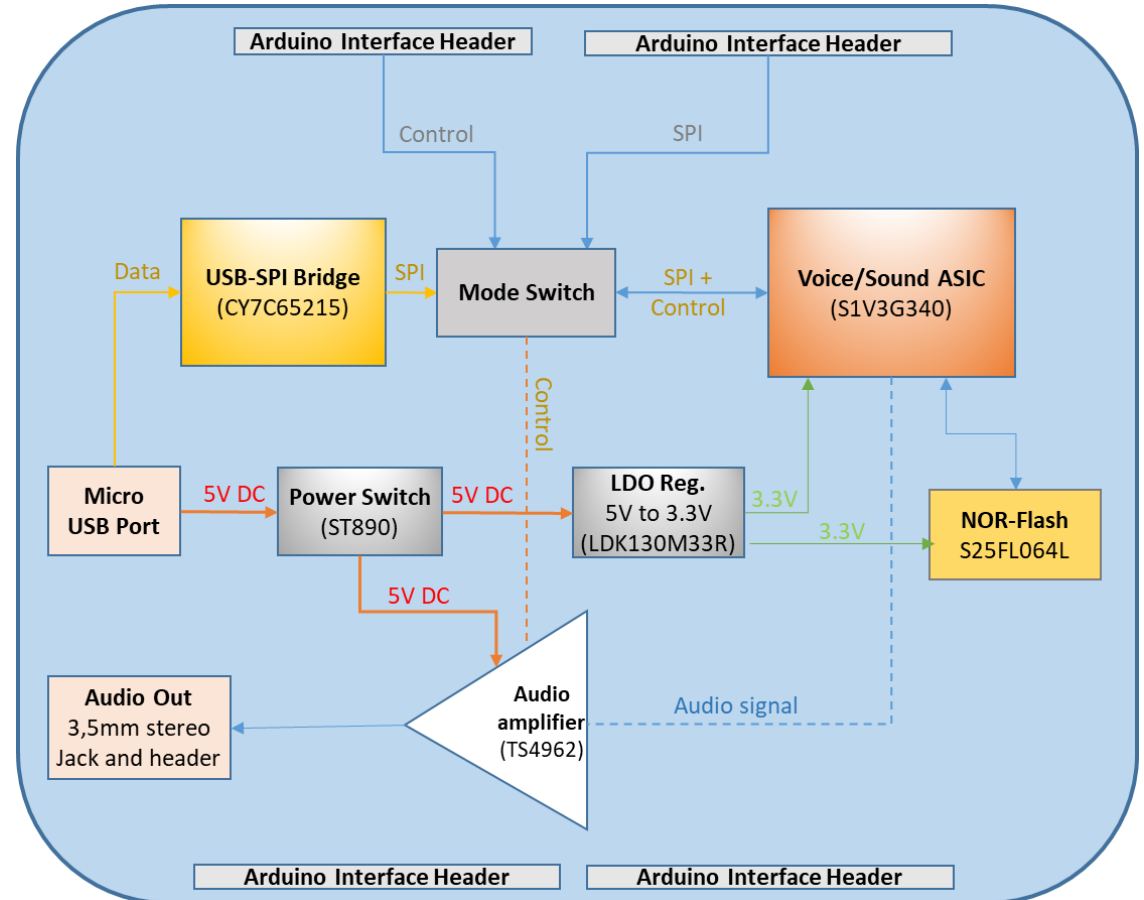 Arduino Interface Header
Arduino Interface Header
Control
SPI
Data
USB-SPI Bridge
(CY7C65215)
SPI
Mode Switch
SPI +
Control
Voice/Sound ASIC
(S1V3G340)
Control
Micro
USB Port
5V DC
Power Switch
(ST890)
5V DC
LDO Reg.
5V to 3.3V
(LDK130M33R)
3.3V
3.3V
NOR-Flash
S25FL064L
5V DC
Audio Out
3,5mm stereo
Jack and header
Audio
amplifier
(TS4962)
Audio signal
Arduino Interface Header
Arduino Interface Header